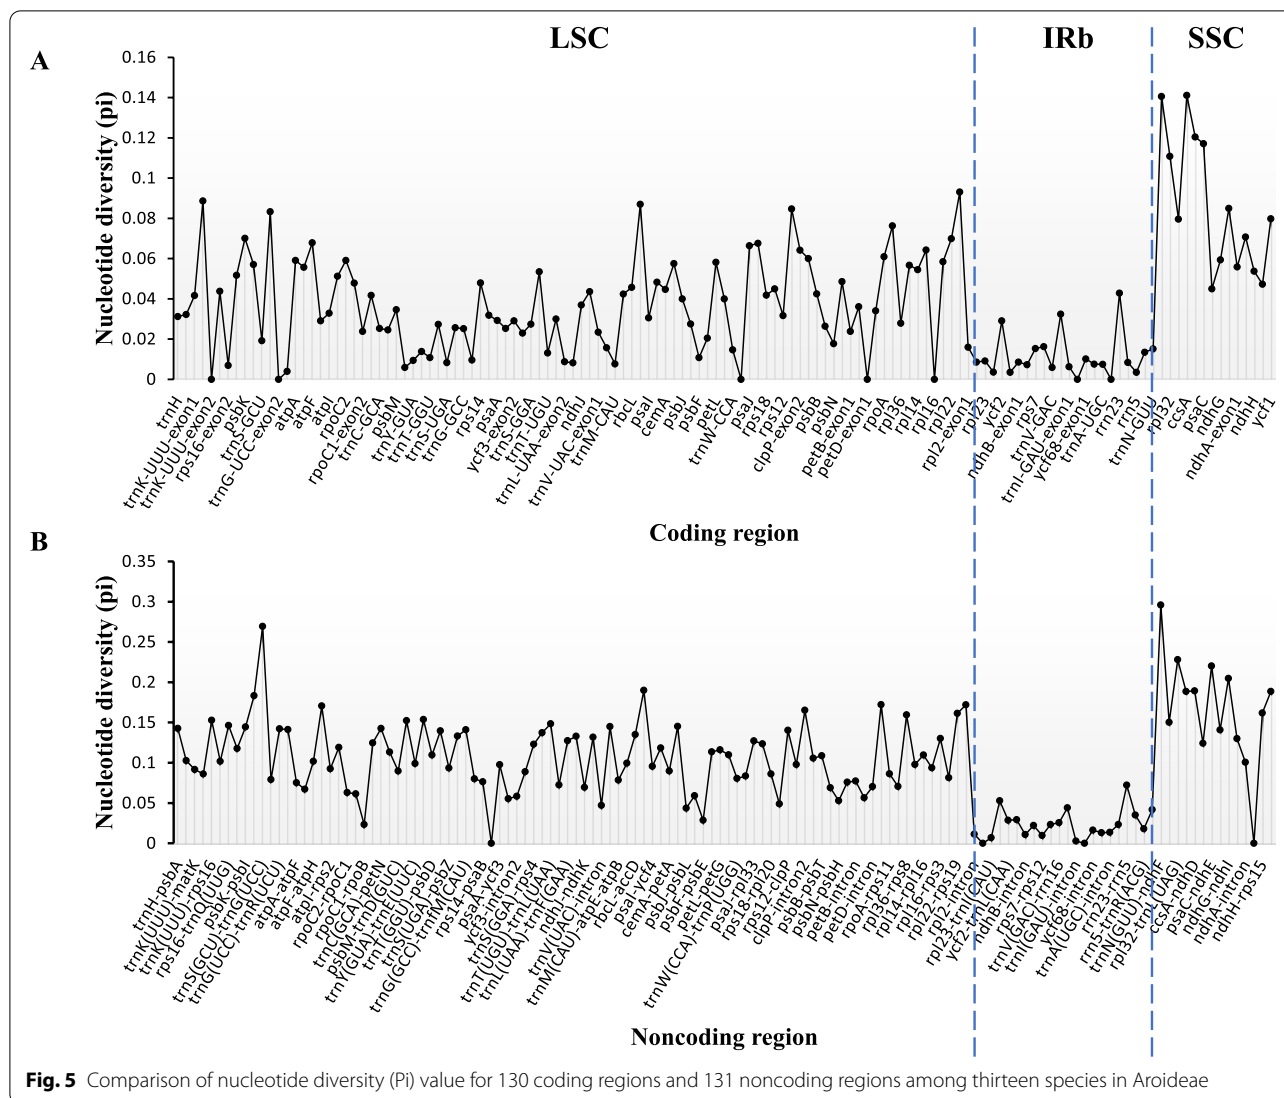 LSC IRb SSC
A
Nucleotide diversity (pi)
0.16
0.14
0.12
0.1
0.08
0.06
0.04
0.02
0
trnH
trnK-UUU-exon1
trnK-UUU-exon2
rps16-exon2
psbK
trnS-GCU
trnG-UCC-exon2
atpA
atpF
atpI
rpoC2
rpoC1-exon2
trnC-GCA
psbM
trnY-GUA
trnT-GGU
trnS-UGA
trnG-GCC
rps14
psaA
ycf3-exon2
trnS-GGA
trnT-UGU
trnL-UAA-exon2
ndhJ
trnV-UAC-exon1
trnM-CAU
rbcL
psaI
cemA
psbJ
psbF
petL
trnW-CCA
psaJ
rps18
rps12
clpP-exon2
psbB
psbN
petB-exon1
petD-exon1
rpoA
rpl36
rpl14
rpl16
rpl22
rpl2-exon1
rpl23
ycf2
ndhB-exon1
rps7
trnV-GAC
trnI-GAU-exon1
ycf68-exon1
trnA-UGC
rrn23
rrn5
trnN-GUU
rpl32
ccsA
psaC
ndhG
ndhA-exon1
ndhH
ycf1
Coding region
B
Nucleotide diversity (pi)
0.35
0.3
0.25
0.2
0.15
0.1
0.05
0
trnH-psbA
trnK(UUU)-matK
trnK(UUU)-rps16
rps16-trnQ(UUG)
psbK-psbI
trnS(GCU)-trnG(UCC)
trnG(UCC)-trnR(UCU)
atpA-atpF
atpF-atpH
atpI-rps2
rpoC2-rpoC1
rpoC1-rpoB
trnC(GCA)-petN
psbM-trnD(GUC)
trnY(GUA)-trnE(UUC)
trnT(GGU)-psbD
trnS(UGA)-psbZ
trnG(GCC)-trnfM(CAU)
rps14-psaB
psaA-ycf3
ycf3-intron2
trnS(GGA)-rps4
trnT(UGU)-trnL(UAA)
trnL(UAA)-trnF(GAA)
ndhJ-ndhK
trnV(UAC)-intron
trnM(CAU)-atpE
atpE-atpB
rbcL-accD
psaI-ycf4
cemA-petA
psbJ-psbL
psbF-psbE
petL-petG
trnW(CCA)-trnP(UGG)
psaJ-rpl33
rps18-rpl20
rps12-clpP
clpP-intron2
psbB-psbT
psbN-psbH
petB-intron
petD-intron
rpoA-rps11
rpl36-rps8
rpl14-rpl16
rpl16-rps3
rpl22-rps19
rpl2-intron
rpl23-trnI(CAU)
ycf2-trnL(CAA)
ndhB-intron
rps7-rps12
trnV(GAC)-rrn16
trnI(GAU)-intron
ycf68-intron
trnA(UGC)-intron
rrn23-rrn5
rrn5-trnR(ACG)
trnN(GUU)-ndhF
rpl32-trnL(UAG)
ccsA-ndhD
psaC-ndhE
ndhG-ndhI
ndhA-intron
ndhH-rps15
Noncoding region
Fig. 5 Comparison of nucleotide diversity (Pi) value for 130 coding regions and 131 noncoding regions among thirteen species in Aroideae